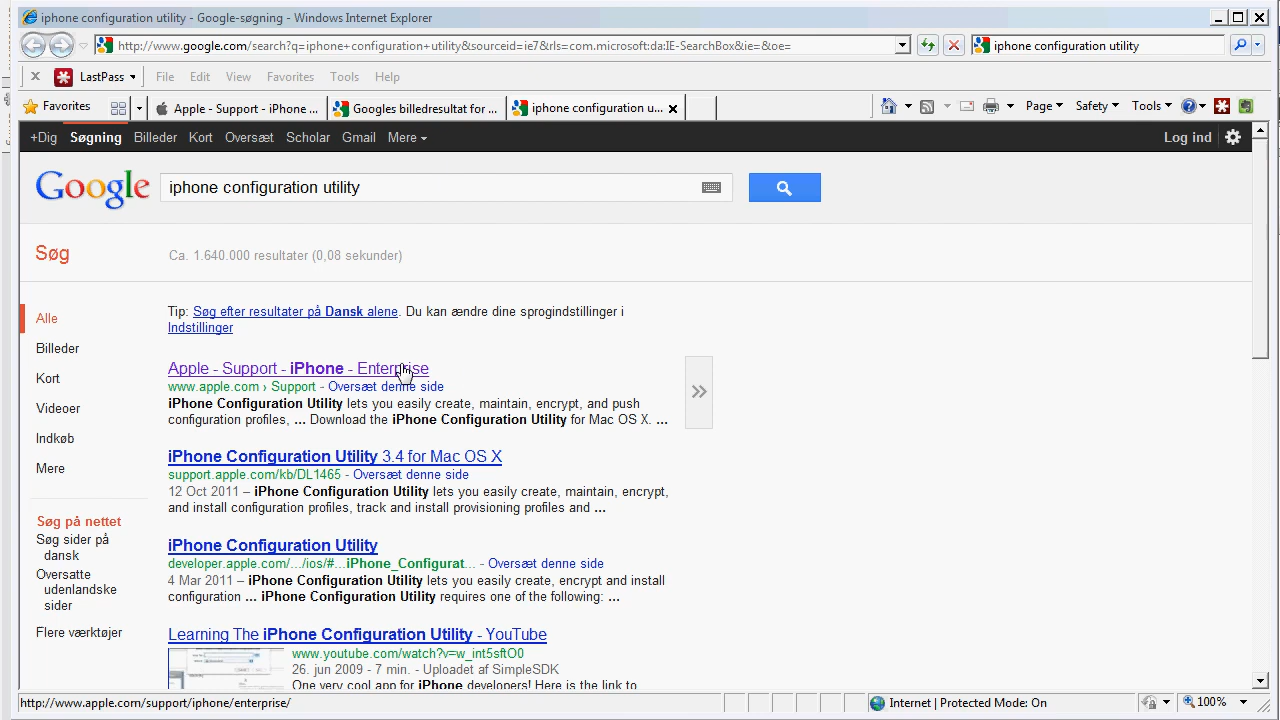 iphone configuration utility - Google-søgning - Windows Internet Explorer
http://www.google.com/search?q=iphone+configuration+utility&sourceid=ie7&rls=com.microsoft:da:IE-SearchBox&ie=&oe=
iphone configuration utility
LastPass File Edit View Favorites Tools Help
Favorites
Apple - Support - iPhone ...
Googles billedresultat for ...
iphone configuration u...
Page Safety Tools
+Dig Søgning Billeder Kort Oversæt Scholar Gmail Mere Log ind
Google
iphone configuration utility
Søg
Ca. 1.640.000 resultater (0,08 sekunder)
Alle
Billeder
Kort
Videoer
Indkøb
Mere
Søg på nettet
Søg sider på
dansk
Oversatte
udenlandske
sider
Flere værktøjer
Tip: Søg efter resultater på Dansk alene. Du kan ændre dine sprogindstillinger i
Indstillinger
Apple - Support - iPhone - Enterprise
www.apple.com › Support - Oversæt denne side
iPhone Configuration Utility lets you easily create, maintain, encrypt, and push
configuration profiles, ... Download the iPhone Configuration Utility for Mac OS X. ...
iPhone Configuration Utility 3.4 for Mac OS X
support.apple.com/kb/DL1465 - Oversæt denne side
12 Oct 2011 – iPhone Configuration Utility lets you easily create, maintain, encrypt,
and install configuration profiles, track and install provisioning profiles and ...
iPhone Configuration Utility
developer.apple.com/.../ios/#...iPhone_Configurat... - Oversæt denne side
4 Mar 2011 – iPhone Configuration Utility lets you easily create, encrypt and install
configuration ... iPhone Configuration Utility requires one of the following: ...
Learning The iPhone Configuration Utility - YouTube
www.youtube.com/watch?v=w_int5sftO0
26. jun 2009 - 7 min. - Uploadet af SimpleSDK
One very cool app for iPhone developers! Here is the link to
http://www.apple.com/support/iphone/enterprise/
Internet | Protected Mode: On
100%